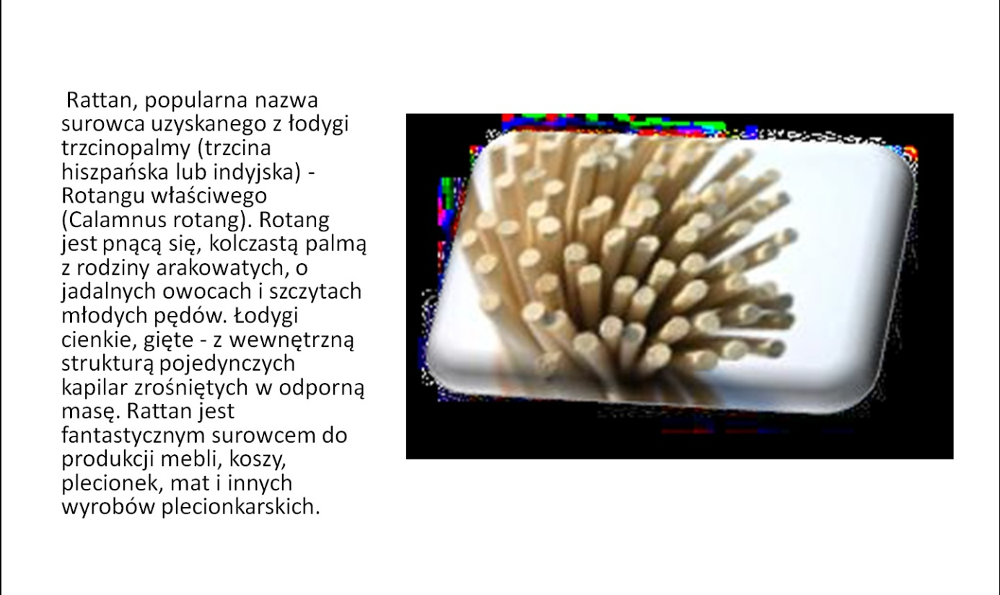 Rattan, popularna nazwa
surowca uzyskanego z łodygi
trzcinopalmy (trzcina
hiszpańska lub indyjska) -
Rotangu właściwego
(Calamnus rotang). Rotang
jest pnącą się, kolczastą palmą
z rodziny arakowatych, o
jadalnych owocach i szczytach
młodych pędów. Łodygi
cienkie, gięte - z wewnętrzną
strukturą pojedynczych
kapilar zrośniętych w odporną
masę. Rattan jest
fantastycznym surowcem do
produkcji mebli, koszy,
plecionek, mat i innych
wyrobów plecionkarskich.